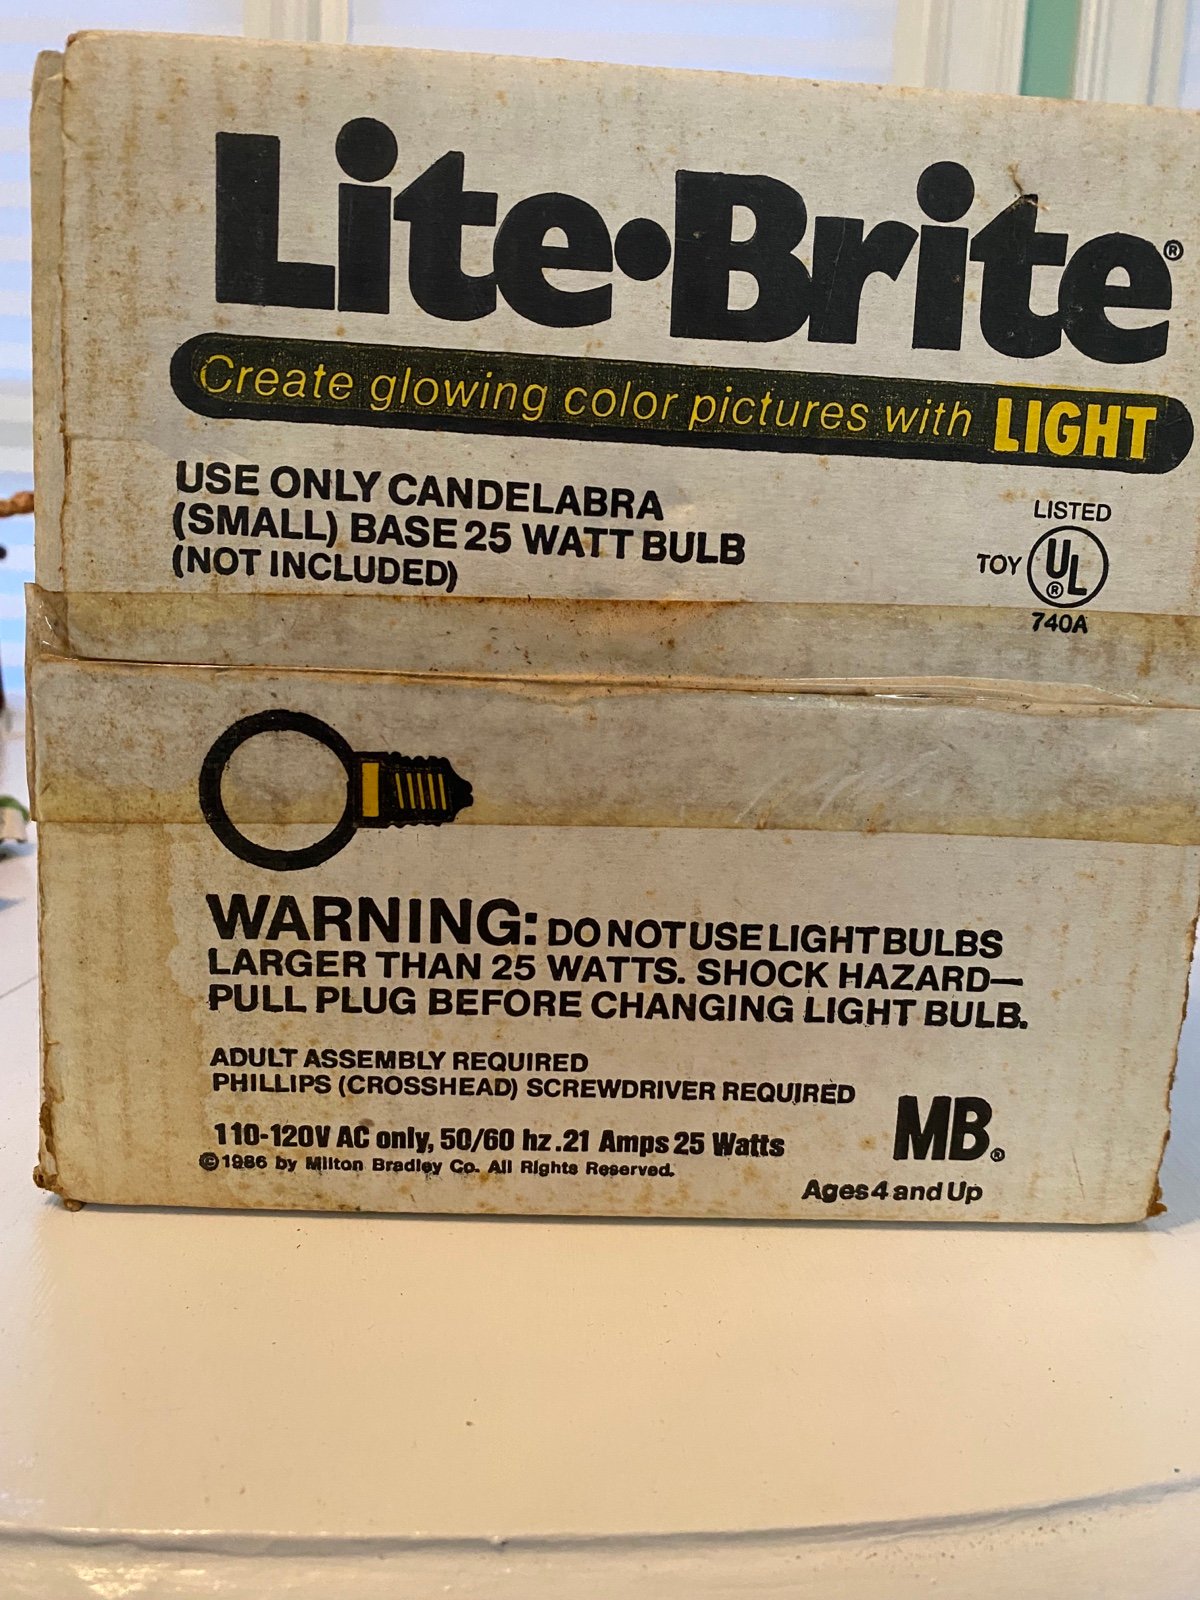 Lite•Brite®
Create glowing color pictures with LIGHT
USE ONLY CANDELABRA
(SMALL) BASE 25 WATT BULB
(NOT INCLUDED)
LISTED
TOY UL®
740A
WARNING: DO NOT USE LIGHT BULBS
LARGER THAN 25 WATTS. SHOCK HAZARD—
PULL PLUG BEFORE CHANGING LIGHT BULB.
ADULT ASSEMBLY REQUIRED
PHILLIPS (CROSSHEAD) SCREWDRIVER REQUIRED
110-120V AC only, 50/60 hz .21 Amps 25 Watts
©1986 by Milton Bradley Co. All Rights Reserved.
MB®
Ages 4 and Up